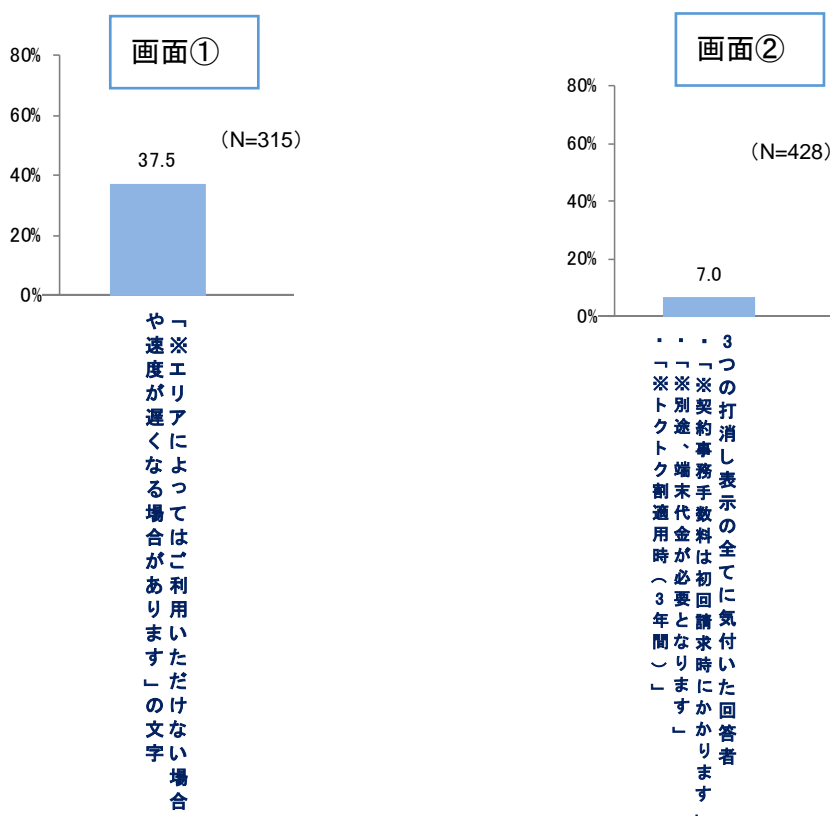 画面①
80%
60%
40%
20%
0%
（N=315）
37.5
「※エリアによってはご利用いただけない場合
や速度が遅くなる場合があります」の文字
画面②
80%
60%
40%
20%
0%
（N=428）
7.0
3つの打消し表示の全てに気付いた回答者
・「※契約事務手数料は初回請求時にかかります」
・「※別途、端末代金が必要となります」
・「※トクトク割適用時（3年間）」